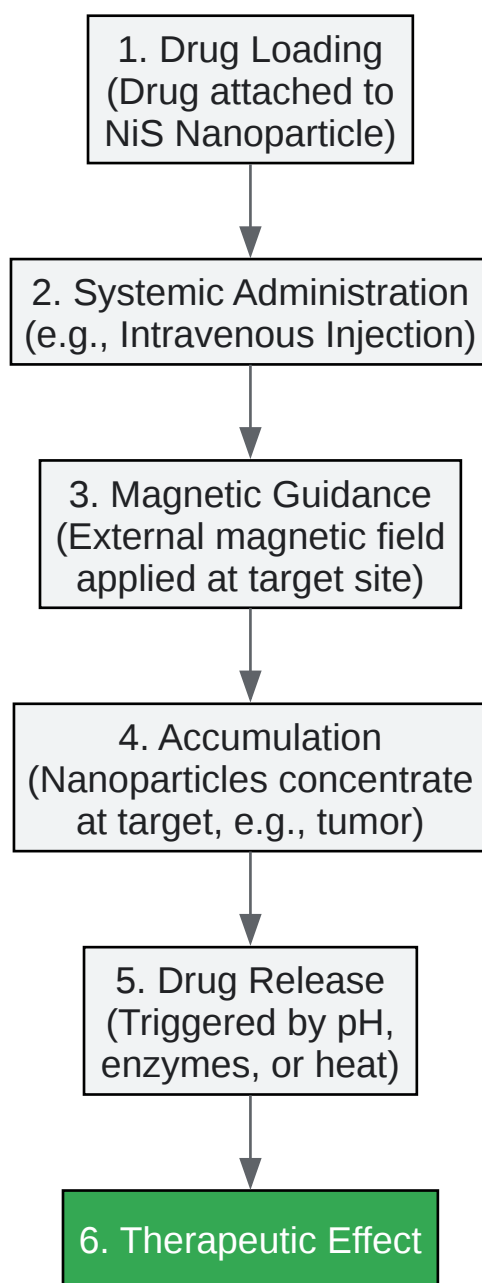 1. Drug Loading
(Drug attached to
NiS Nanoparticle)
2. Systemic Administration
(e.g., Intravenous Injection)
3. Magnetic Guidance
(External magnetic field
applied at target site)
4. Accumulation
(Nanoparticles concentrate
at target, e.g., tumor)
5. Drug Release
(Triggered by pH,
enzymes, or heat)
6. Therapeutic Effect